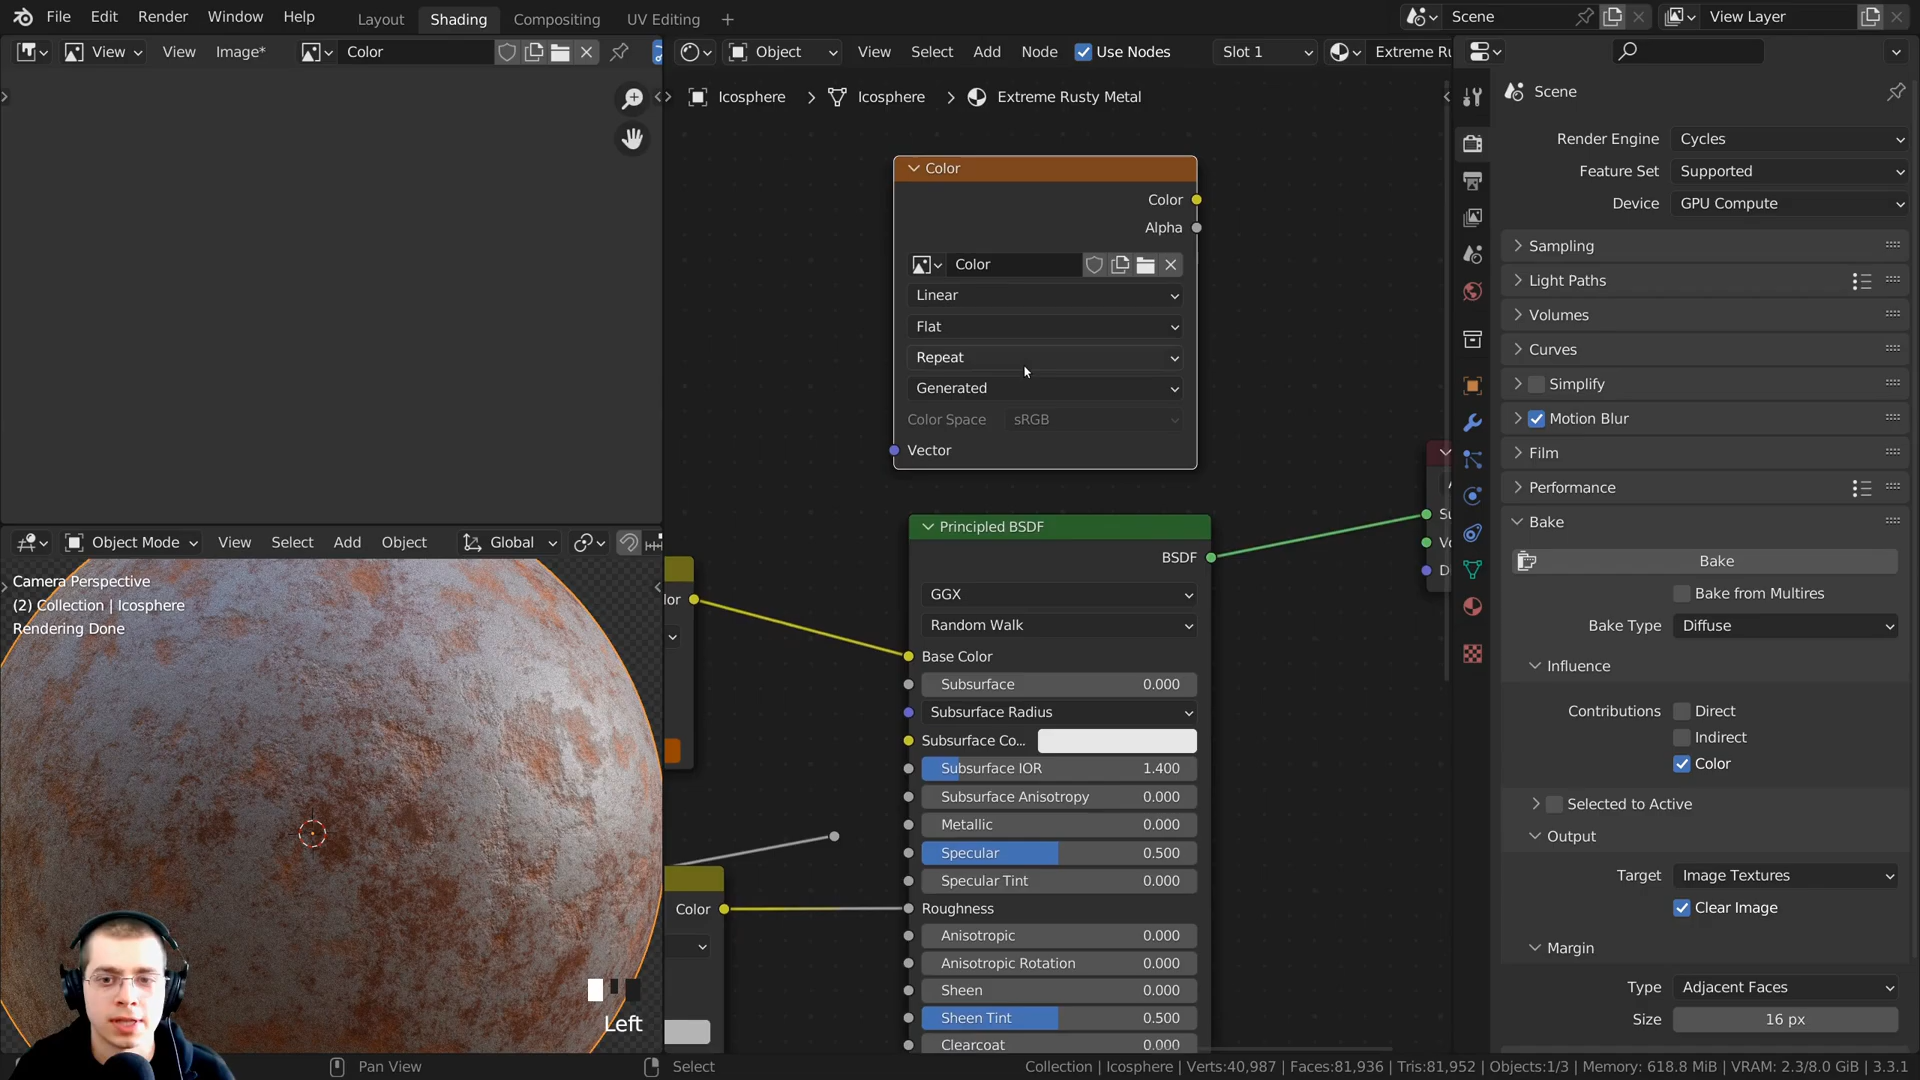 File Edit Render Window Help Layout Shading Compositing UV Editing + Scene View Layer
View View Image* Color Object View Select Add Node Use Nodes Slot 1 Extreme Ru
Icosphere > Icosphere > Extreme Rusty Metal
Color
Color
Alpha
Color
Linear
Flat
Repeat
Generated
Color Space sRGB
Vector
Principled BSDF
BSDF
GGX
Random Walk
Base Color
Subsurface 0.000
Subsurface Radius
Subsurface Co...
Subsurface IOR 1.400
Subsurface Anisotropy 0.000
Metallic 0.000
Specular 0.500
Specular Tint 0.000
Roughness
Anisotropic 0.000
Anisotropic Rotation 0.000
Sheen 0.000
Sheen Tint 0.500
Clearcoat 0.000
lor
Color
Su
Vo
D
Object Mode View Select Add Object Global
Camera Perspective
(2) Collection | Icosphere
Rendering Done
Left
Scene
Render Engine Cycles
Feature Set Supported
Device GPU Compute
Sampling
Light Paths
Volumes
Curves
Simplify
Motion Blur
Film
Performance
Bake
Bake
Bake from Multires
Bake Type Diffuse
Influence
Contributions Direct
Indirect
Color
Selected to Active
Output
Target Image Textures
Clear Image
Margin
Type Adjacent Faces
Size 16 px
Pan View Select Collection | Icosphere | Verts:40,987 | Faces:81,936 | Tris:81,952 | Objects:1/3 | Memory: 618.8 MiB | VRAM: 2.3/8.0 GiB | 3.3.1